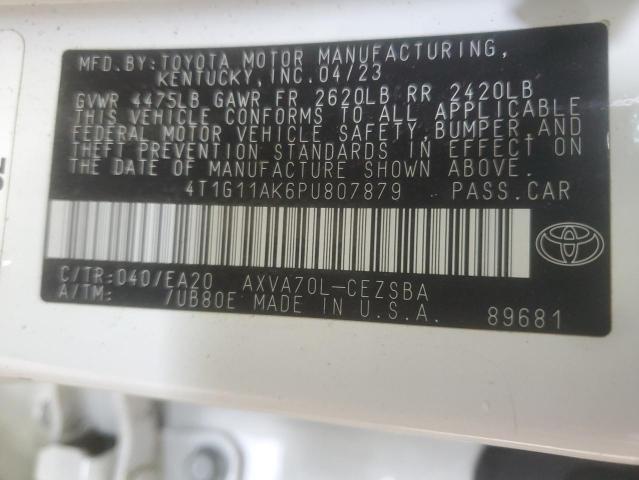 MFD. BY: TOYOTA MOTOR MANUFACTURING,
KENTUCKY, INC. 04/23
GVWR 4475LB GAWR FR 2620LB RR 2420LB
THIS VEHICLE CONFORMS TO ALL APPLICABLE
FEDERAL MOTOR VEHICLE SAFETY, BUMPER, AND
THEFT PREVENTION STANDARDS IN EFFECT ON
THE DATE OF MANUFACTURE SHOWN ABOVE.
4T1G11AK6PU807879 PASS.CAR
C/TR: 040/EA20 AXVA70L-CEZSBA
A/TM: /UB80E MADE IN U.S.A. 89681